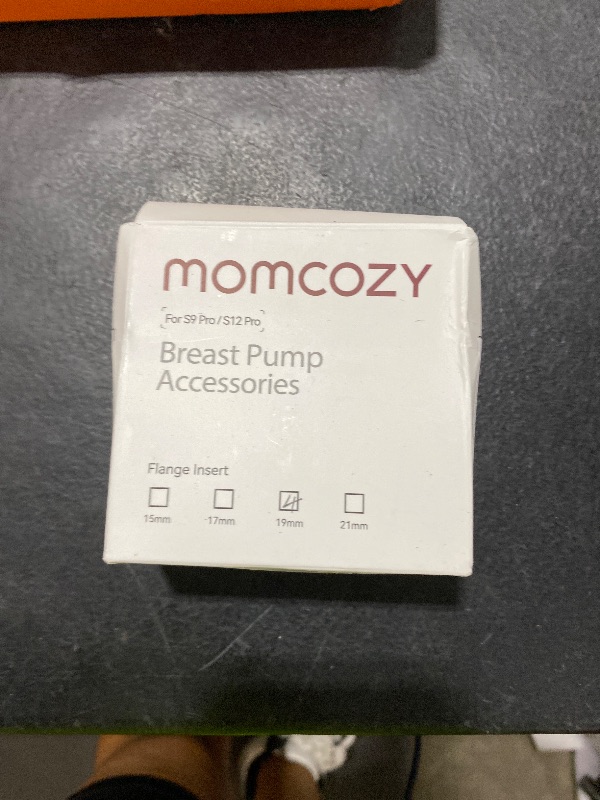 momcozy
For S9 Pro / S12 Pro
Breast Pump
Accessories
Flange Insert
15mm 17mm 19mm 21mm